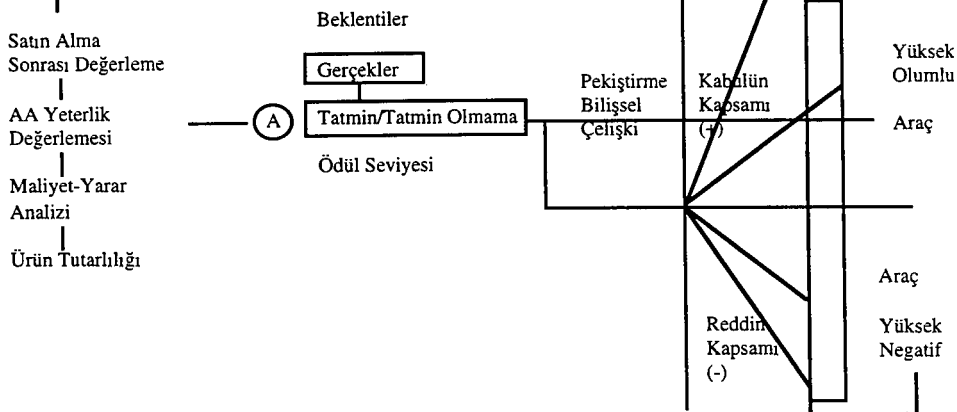 Satın Alma
Sonrası Değerleme
AA Yeterlik
Değerlemesi
Maliyet-Yarar
Analizi
Ürün Tutarlılığı
A
Beklentiler
Gerçekler
Tatmin/Tatmin Olmama
Ödül Seviyesi
Pekiştirme
Bilişsel
Çelişki
Kabulün
Kapsamı
(+)
Reddin
Kapsamı
(-)
Yüksek
Olumlu
Araç
Araç
Yüksek
Negatif